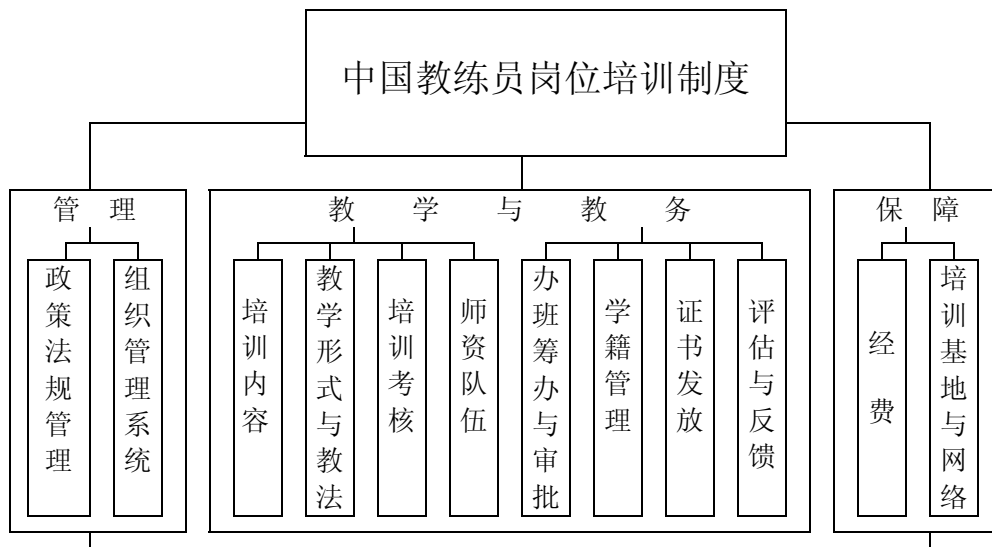 中国教练员岗位培训制度
管理
教学与教务
保障
政策法规管理
组织管理系统
培训内容
教学形式与教法
培训考核
师资队伍
办班筹办与审批
学籍管理
证书发放
评估与反馈
经费
培训基地与网络